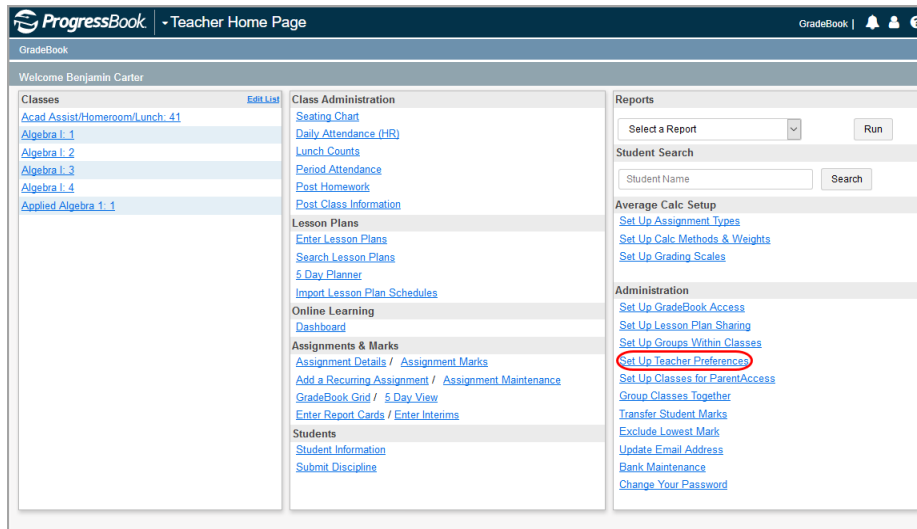 ProgressBook Teacher Home Page
GradeBook |
GradeBook
Welcome Benjamin Carter
Classes Edit List
Acad Assist/Homeroom/Lunch: 41
Algebra I: 1
Algebra I: 2
Algebra I: 3
Algebra I: 4
Applied Algebra 1: 1
Class Administration
Seating Chart
Daily Attendance (HR)
Lunch Counts
Period Attendance
Post Homework
Post Class Information
Lesson Plans
Enter Lesson Plans
Search Lesson Plans
5 Day Planner
Import Lesson Plan Schedules
Online Learning
Dashboard
Assignments & Marks
Assignment Details / Assignment Marks
Add a Recurring Assignment / Assignment Maintenance
GradeBook Grid / 5 Day View
Enter Report Cards / Enter Interims
Students
Student Information
Submit Discipline
Reports
Select a Report Run
Student Search
Student Name Search
Average Calc Setup
Set Up Assignment Types
Set Up Calc Methods & Weights
Set Up Grading Scales
Administration
Set Up GradeBook Access
Set Up Lesson Plan Sharing
Set Up Groups Within Classes
Set Up Teacher Preferences
Set Up Classes for ParentAccess
Group Classes Together
Transfer Student Marks
Exclude Lowest Mark
Update Email Address
Bank Maintenance
Change Your Password